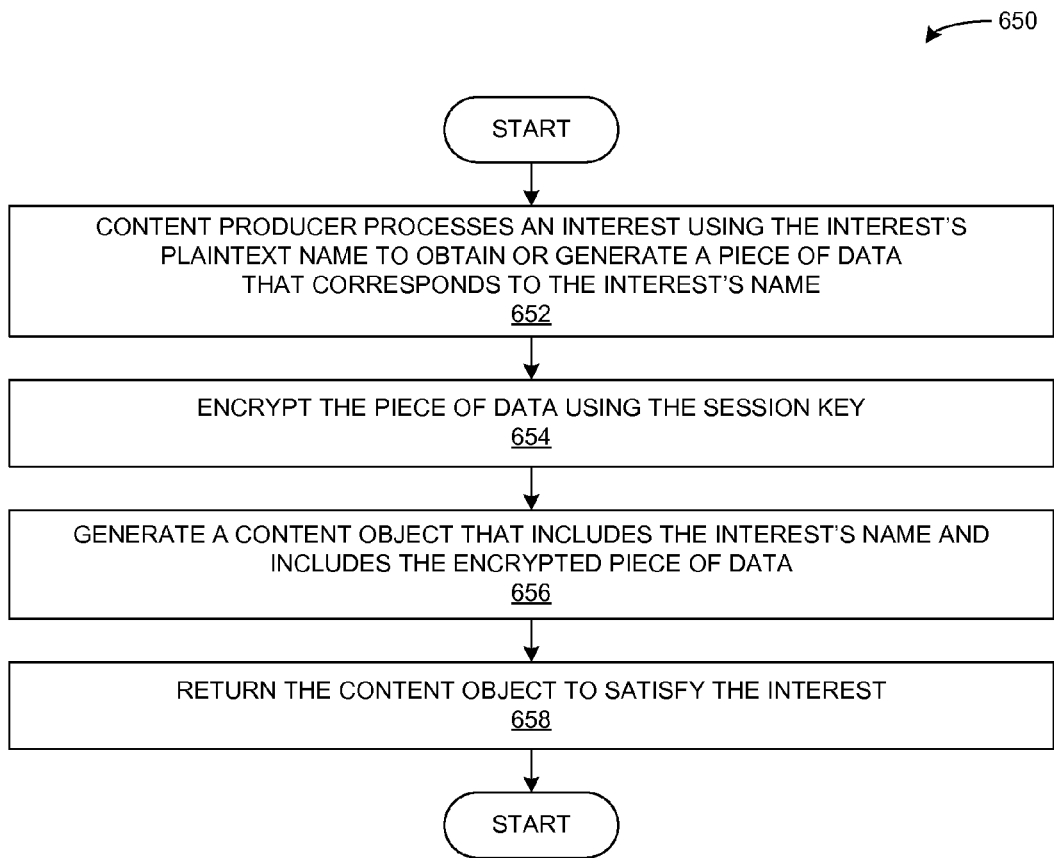 650
START
CONTENT PRODUCER PROCESSES AN INTEREST USING THE INTEREST'S
PLAINTEXT NAME TO OBTAIN OR GENERATE A PIECE OF DATA
THAT CORRESPONDS TO THE INTEREST'S NAME
652
ENCRYPT THE PIECE OF DATA USING THE SESSION KEY
654
GENERATE A CONTENT OBJECT THAT INCLUDES THE INTEREST'S NAME AND
INCLUDES THE ENCRYPTED PIECE OF DATA
656
RETURN THE CONTENT OBJECT TO SATISFY THE INTEREST
658
START